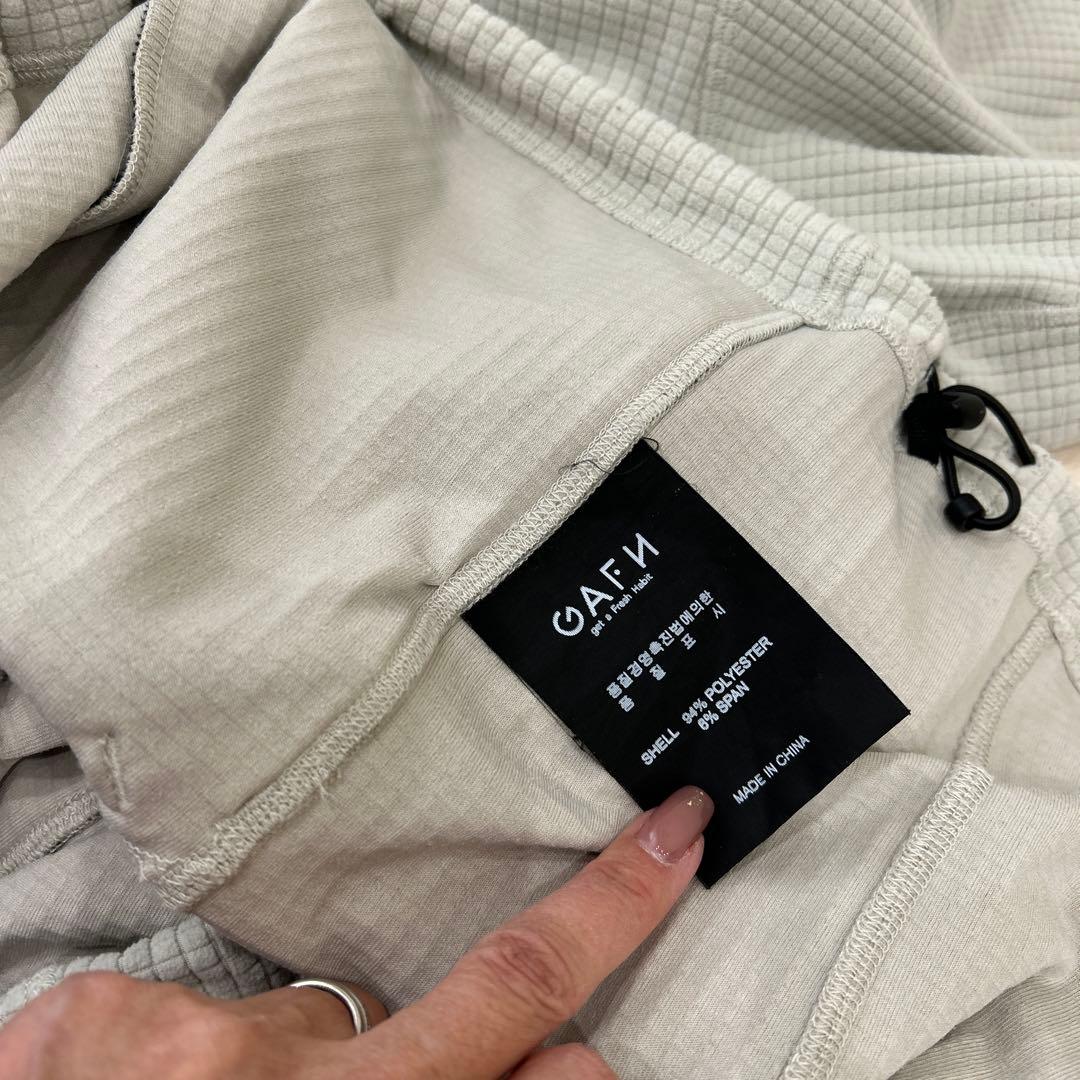 GAFH
get a Fresh Habit
품질경영촉진법에의한
품 질 표 시
SHELL 94% POLYESTER
6% SPAN
MADE IN CHINA